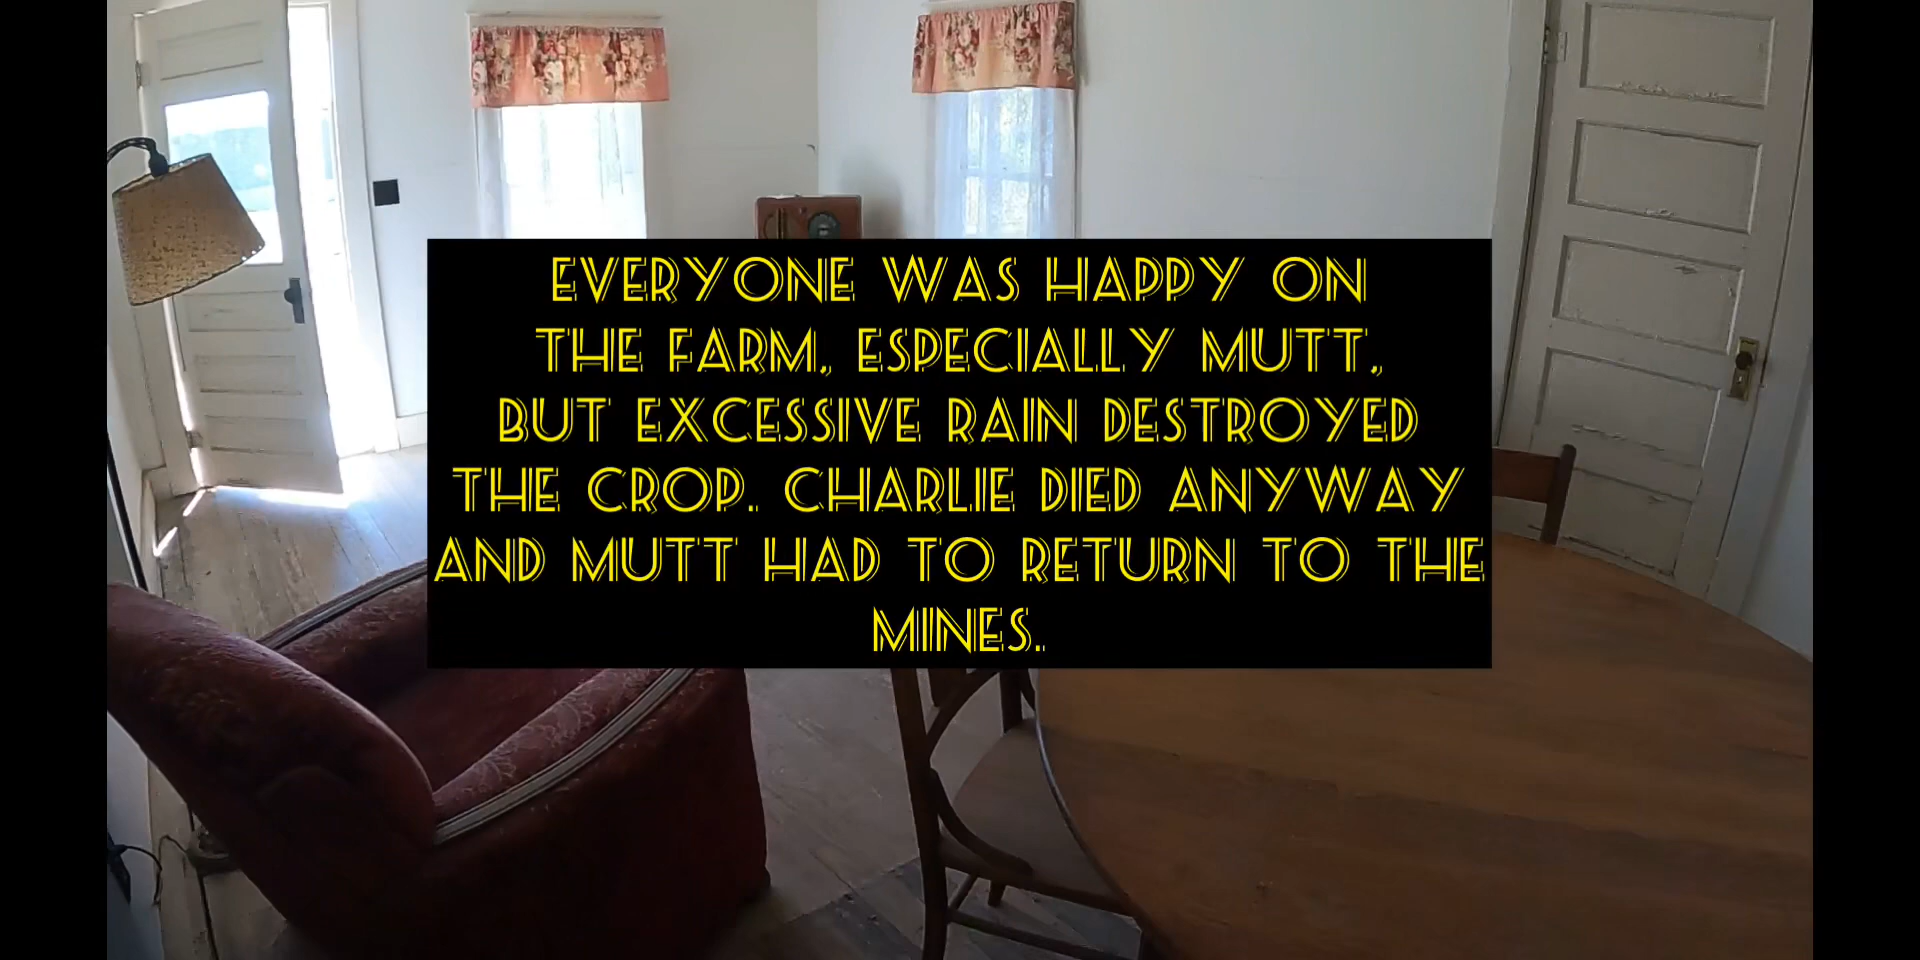 EVERYONE WAS HAPPY ON
THE FARM, ESPECIALLY MUTT,
BUT EXCESSIVE RAIN DESTROYED
THE CROP. CHARLIE DIED ANYWAY
AND MUTT HAD TO RETURN TO THE
MINES.